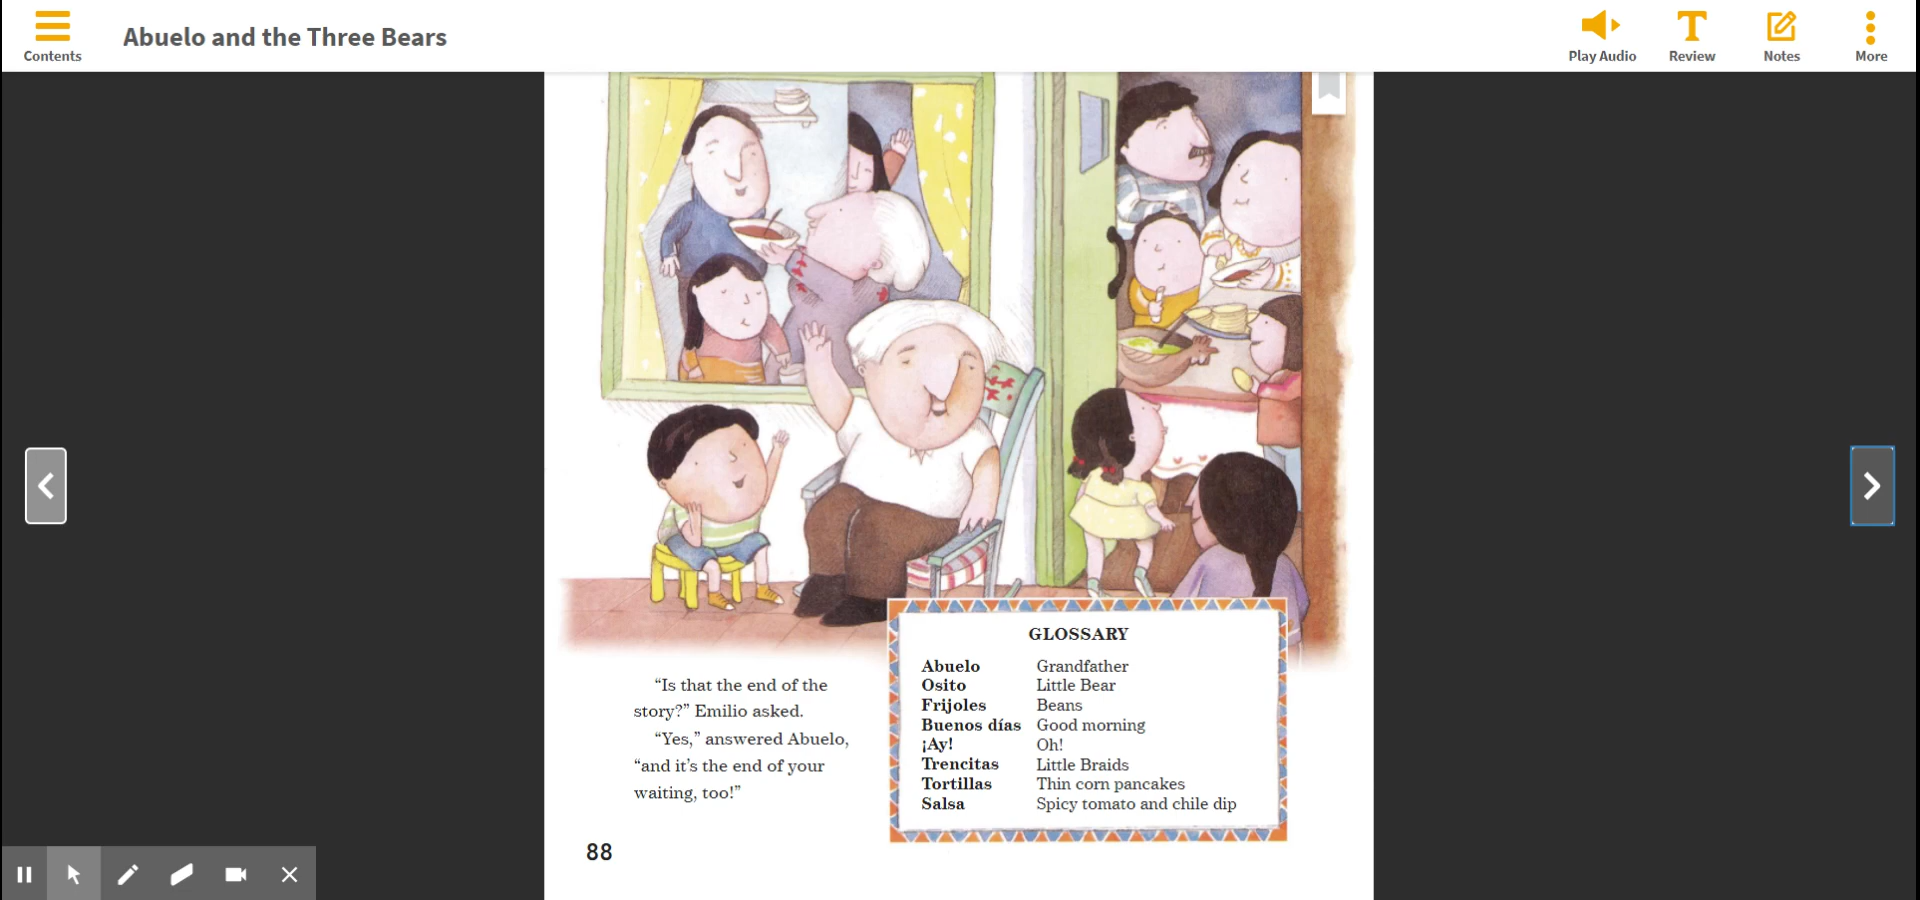 Contents
Abuelo and the Three Bears
Play Audio
Review
Notes
More
“Is that the end of the
story?” Emilio asked.
“Yes,” answered Abuelo,
“and it’s the end of your
waiting, too!”
GLOSSARY
Abuelo Grandfather
Osito Little Bear
Frijoles Beans
Buenos días Good morning
¡Ay! Oh!
Trencitas Little Braids
Tortillas Thin corn pancakes
Salsa Spicy tomato and chile dip
88